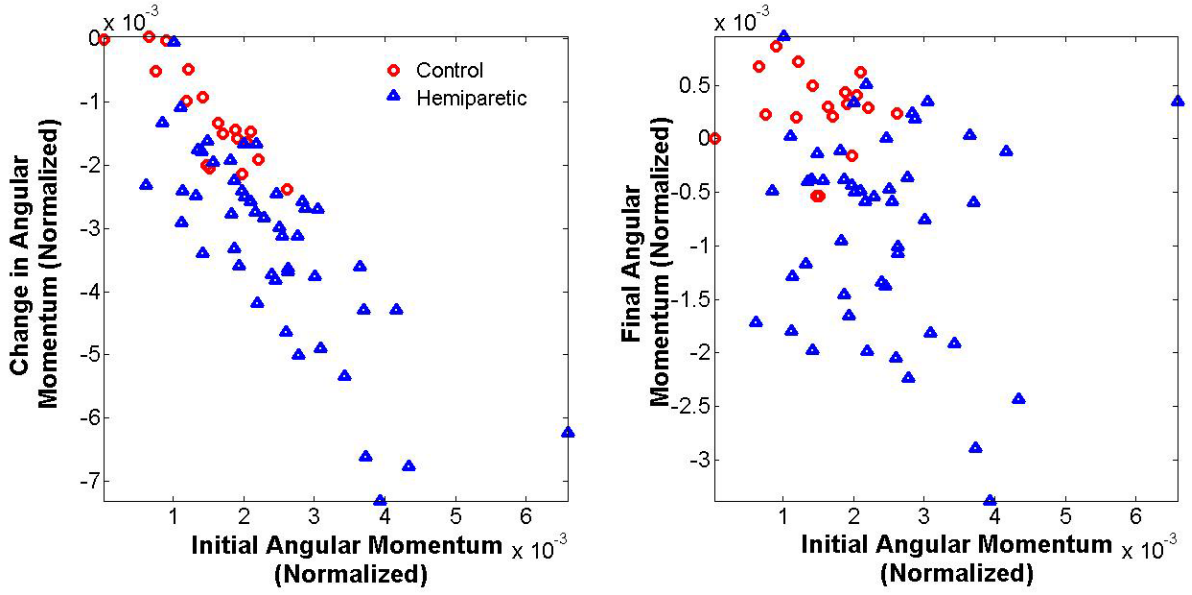 x 10⁻³
0
-1
-2
-3
-4
-5
-6
-7
Change in Angular
Momentum (Normalized)
Control
Hemiparetic
1 2 3 4 5 6
x 10⁻³
Initial Angular Momentum
(Normalized)
x 10⁻³
0.5
0
-0.5
-1
-1.5
-2
-2.5
-3
Final Angular
Momentum (Normalized)
1 2 3 4 5 6
x 10⁻³
Initial Angular Momentum
(Normalized)